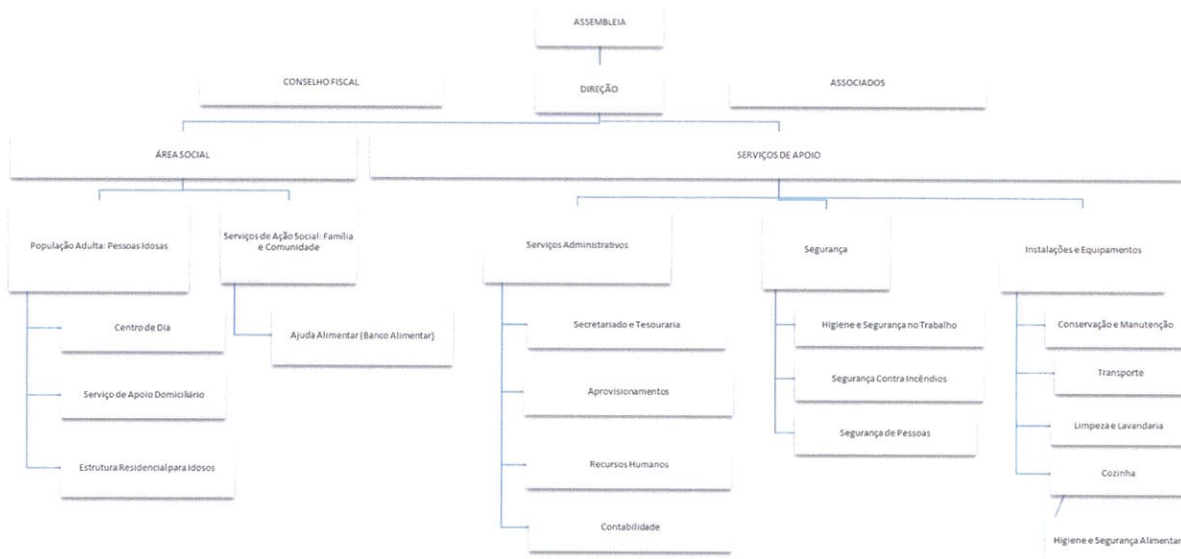 ASSEMBLEIA
CONSELHO FISCAL
DIREÇÃO
ASSOCIADOS
ÁREA SOCIAL
SERVIÇOS DE APOIO
População Adulta: Pessoas Idosas
Serviços de Ação Social: Família
e Comunidade
Serviços Administrativos
Segurança
Instalações e Equipamentos
Centro de Dia
Ajuda Alimentar (Banco Alimentar)
Secretariado e Tesouraria
Higiene e Segurança no Trabalho
Conservação e Manutenção
Serviço de Apoio Domiciliário
Aprovisionamentos
Segurança Contra Incêndios
Transporte
Segurança de Pessoas
Limpeza e Lavandaria
Estrutura Residencial para Idosos
Recursos Humanos
Cozinha
Contabilidade
Higiene e Segurança Alimentar